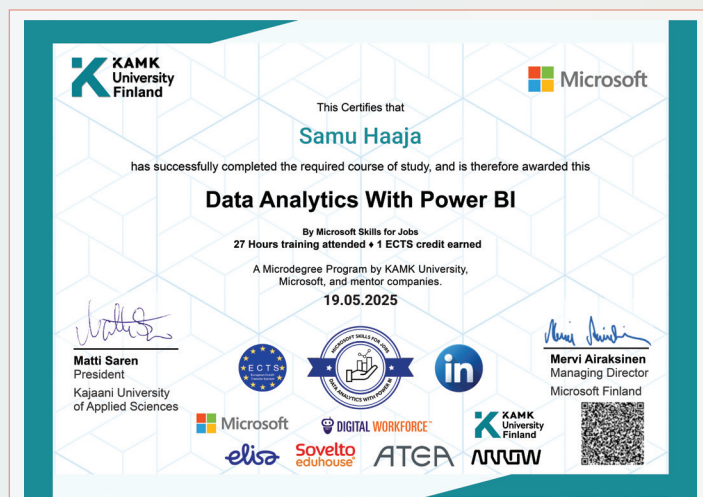 KAMK
University
Finland
Microsoft
This Certifies that
Samu Haaja
has successfully completed the required course of study, and is therefore awarded this
Data Analytics With Power BI
By Microsoft Skills for Jobs
27 Hours training attended ♦ 1 ECTS credit earned
A Microdegree Program by KAMK University,
Microsoft, and mentor companies.
19.05.2025
Matti Saren
President
Kajaani University
of Applied Sciences
ECTS
MICROSOFT SKILLS FOR JOBS
DATA ANALYTICS WITH POWER BI
in
Mervi Airaksinen
Managing Director
Microsoft Finland
Microsoft
DIGITAL WORKFORCE
KAMK
University
Finland
elisa
Sovelto
eduhouse
ATEA
ARROW